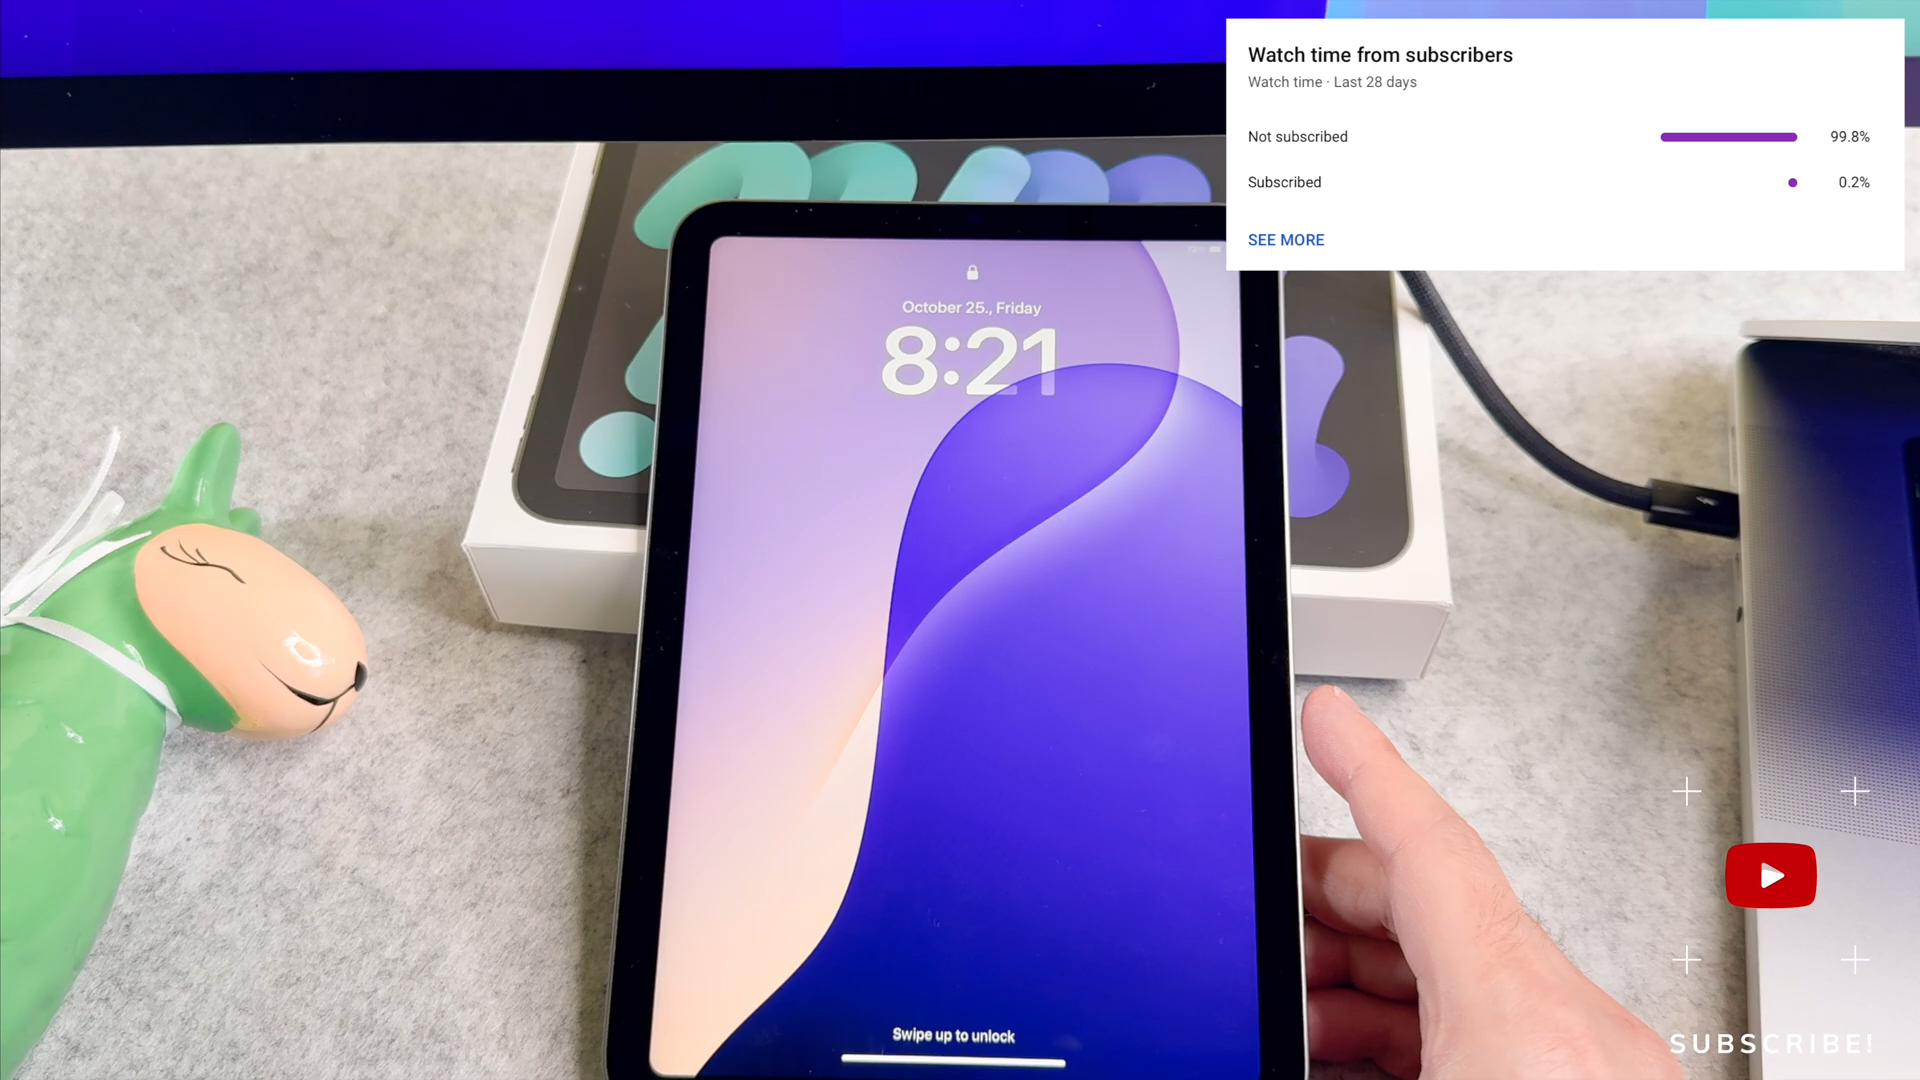 Watch time from subscribers
Watch time · Last 28 days
Not subscribed 99.8%
Subscribed 0.2%
SEE MORE
October 25., Friday
8:21
Swipe up to unlock
SUBSCRIBE!